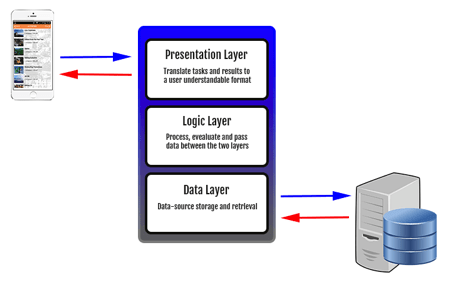 Presentation Layer
Translate tasks and results to
a user understandable format
Logic Layer
Process, evealuate and pass
data between the two layers
Data Layer
Data-source storage and retrieval